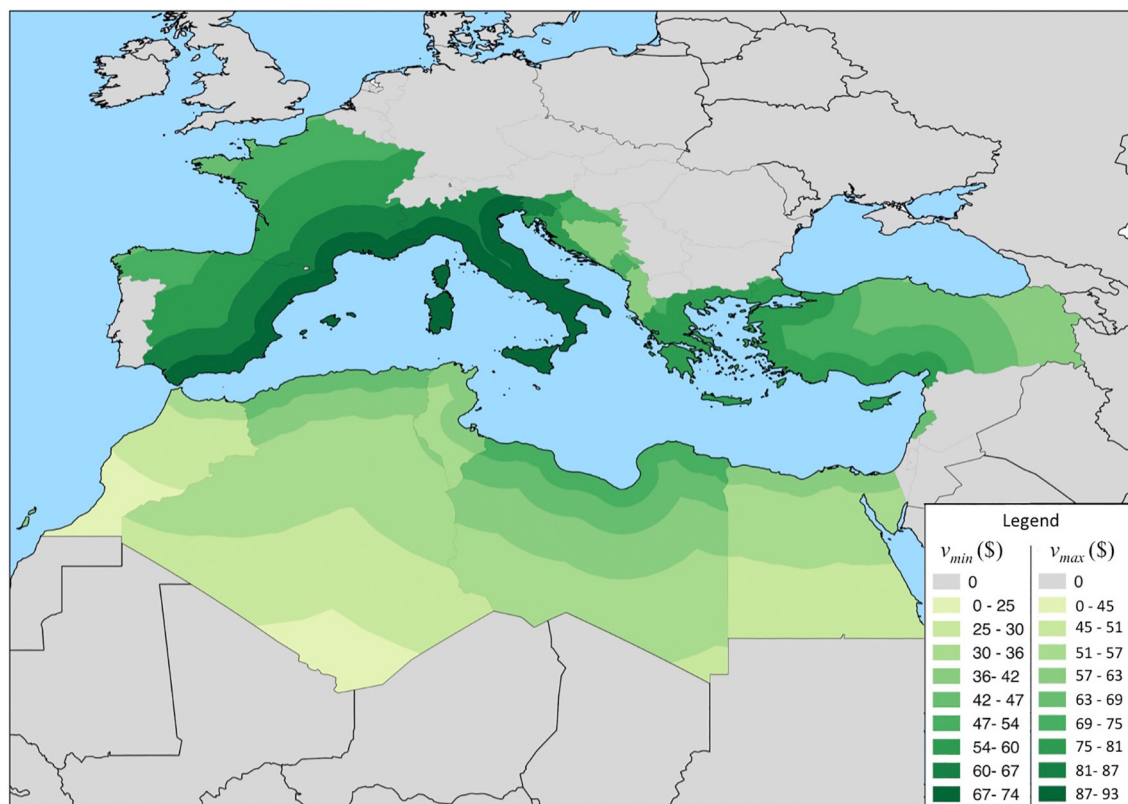 Legend
v_min ($) v_max ($)
0 0
0 - 25 0 - 45
25 - 30 45 - 51
30 - 36 51 - 57
36- 42 57 - 63
42 - 47 63 - 69
47- 54 69 - 75
54- 60 75 - 81
60- 67 81- 87
67- 74 87- 93